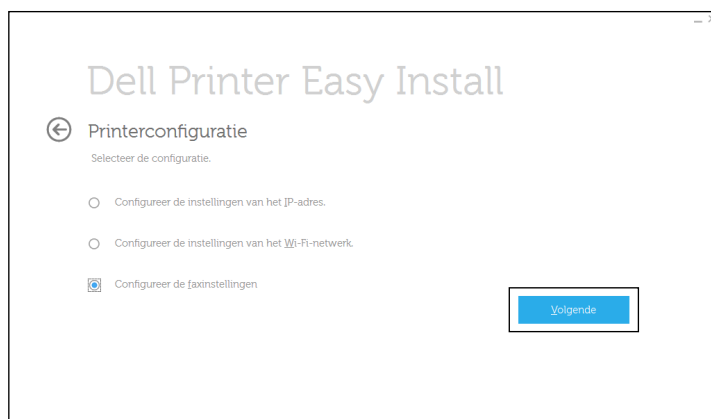 Dell Printer Easy Install
Printerconfiguratie
Selecteer de configuratie.
Configureer de instellingen van het IP-adres.
Configureer de instellingen van het Wi-Fi-netwerk.
Configureer de faxinstellingen
Volgende